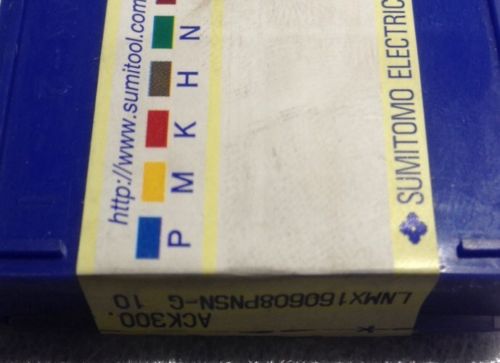 http://www.sumitool.com
P M K H N
SUMITOMO ELECTRIC
LNMX160608PNSN-G 10
ACK300.